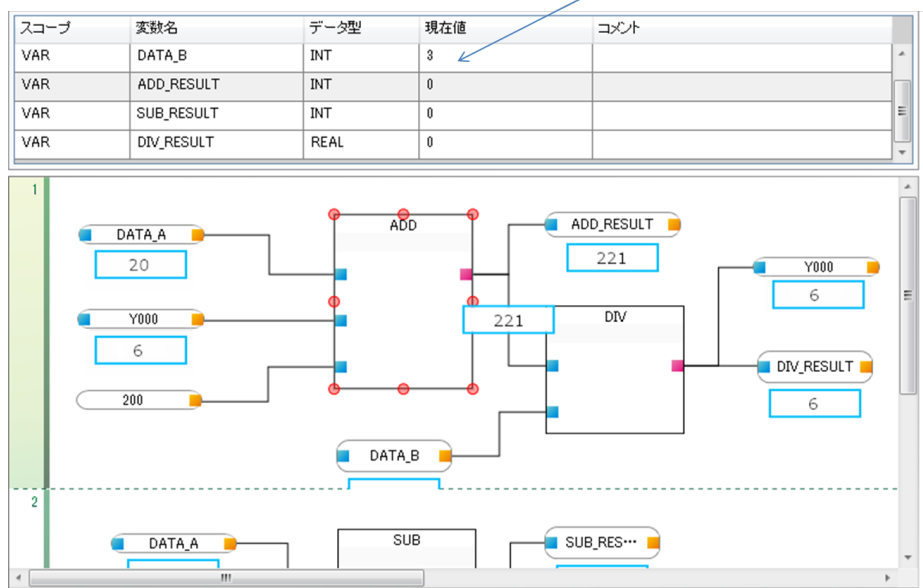 スコープ 変数名 データ型 現在値 コメント
VAR DATA_B INT 3
VAR ADD_RESULT INT 0
VAR SUB_RESULT INT 0
VAR DIV_RESULT REAL 0
1
ADD
ADD_RESULT
DATA_A
221
20
Y000
6
221
DIV
Y000
6
DIV_RESULT
200
6
DATA_B
2
SUB
DATA_A
SUB_RES…